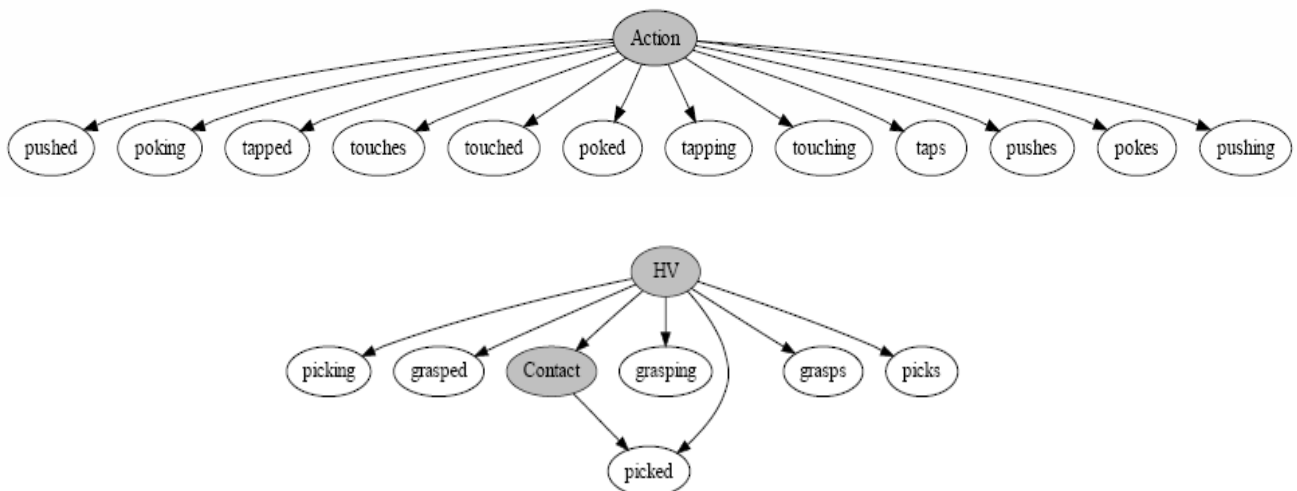 Action
pushed poking tapped touches touched poked tapping touching taps pushes pokes pushing
HV
picking grasped Contact grasping grasps picks
picked